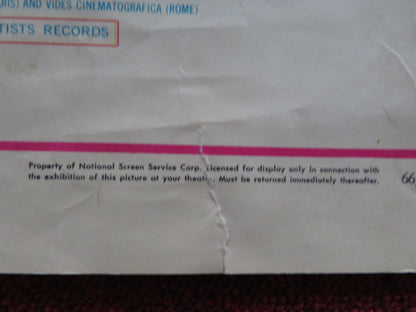 ARIS) AND VIDES CINEMATOGRAFICA (ROME)
TISTS RECORDS
Property of National Screen Service Corp. Licensed for display only in connection with
the exhibition of this picture at your theatre. Must be returned immediately thereafter.
66